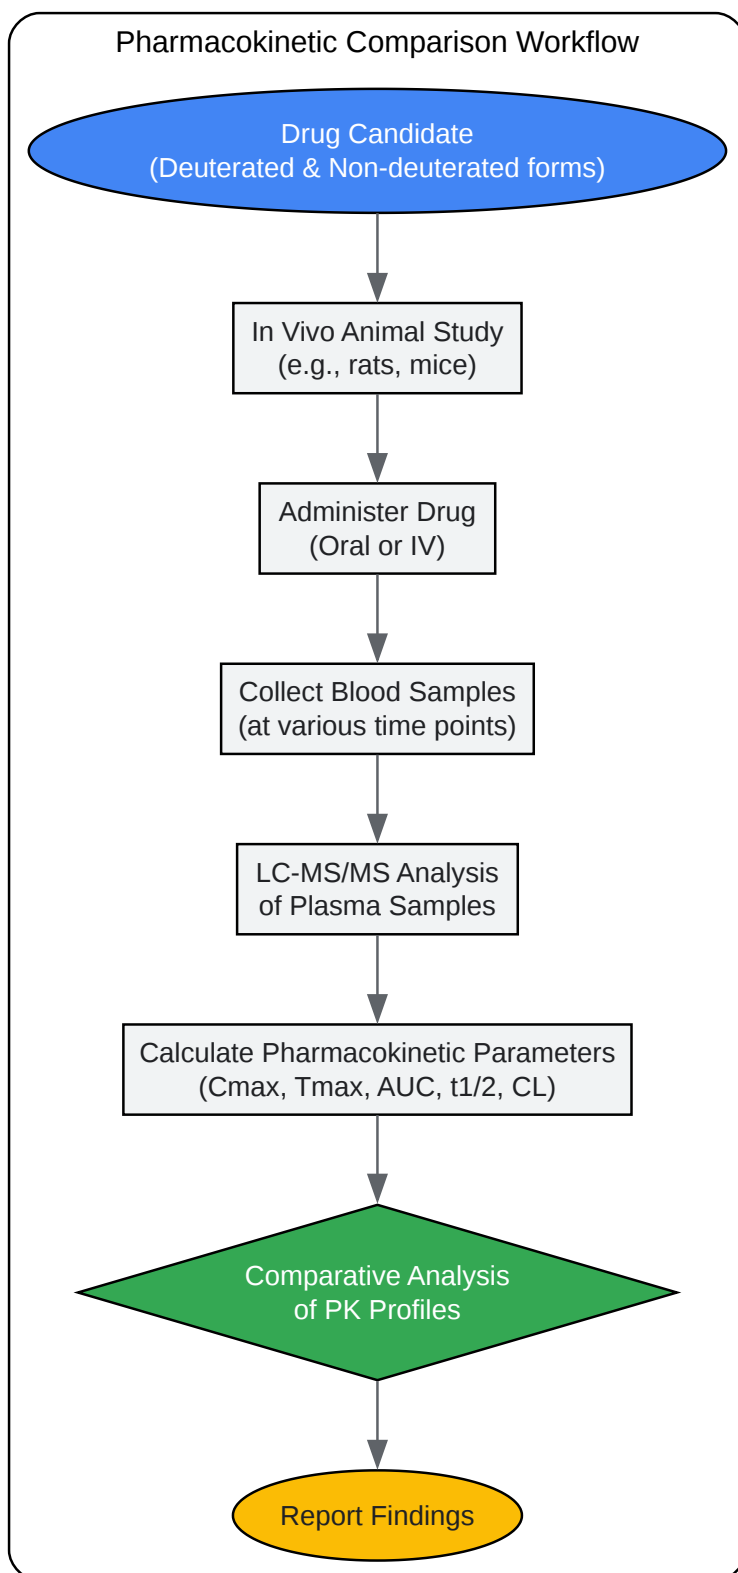 Pharmacokinetic Comparison Workflow
Drug Candidate
(Deuterated & Non-deuterated forms)
In Vivo Animal Study
(e.g., rats, mice)
Administer Drug
(Oral or IV)
Collect Blood Samples
(at various time points)
LC-MS/MS Analysis
of Plasma Samples
Calculate Pharmacokinetic Parameters
(Cmax, Tmax, AUC, t1/2, CL)
Comparative Analysis
of PK Profiles
Report Findings